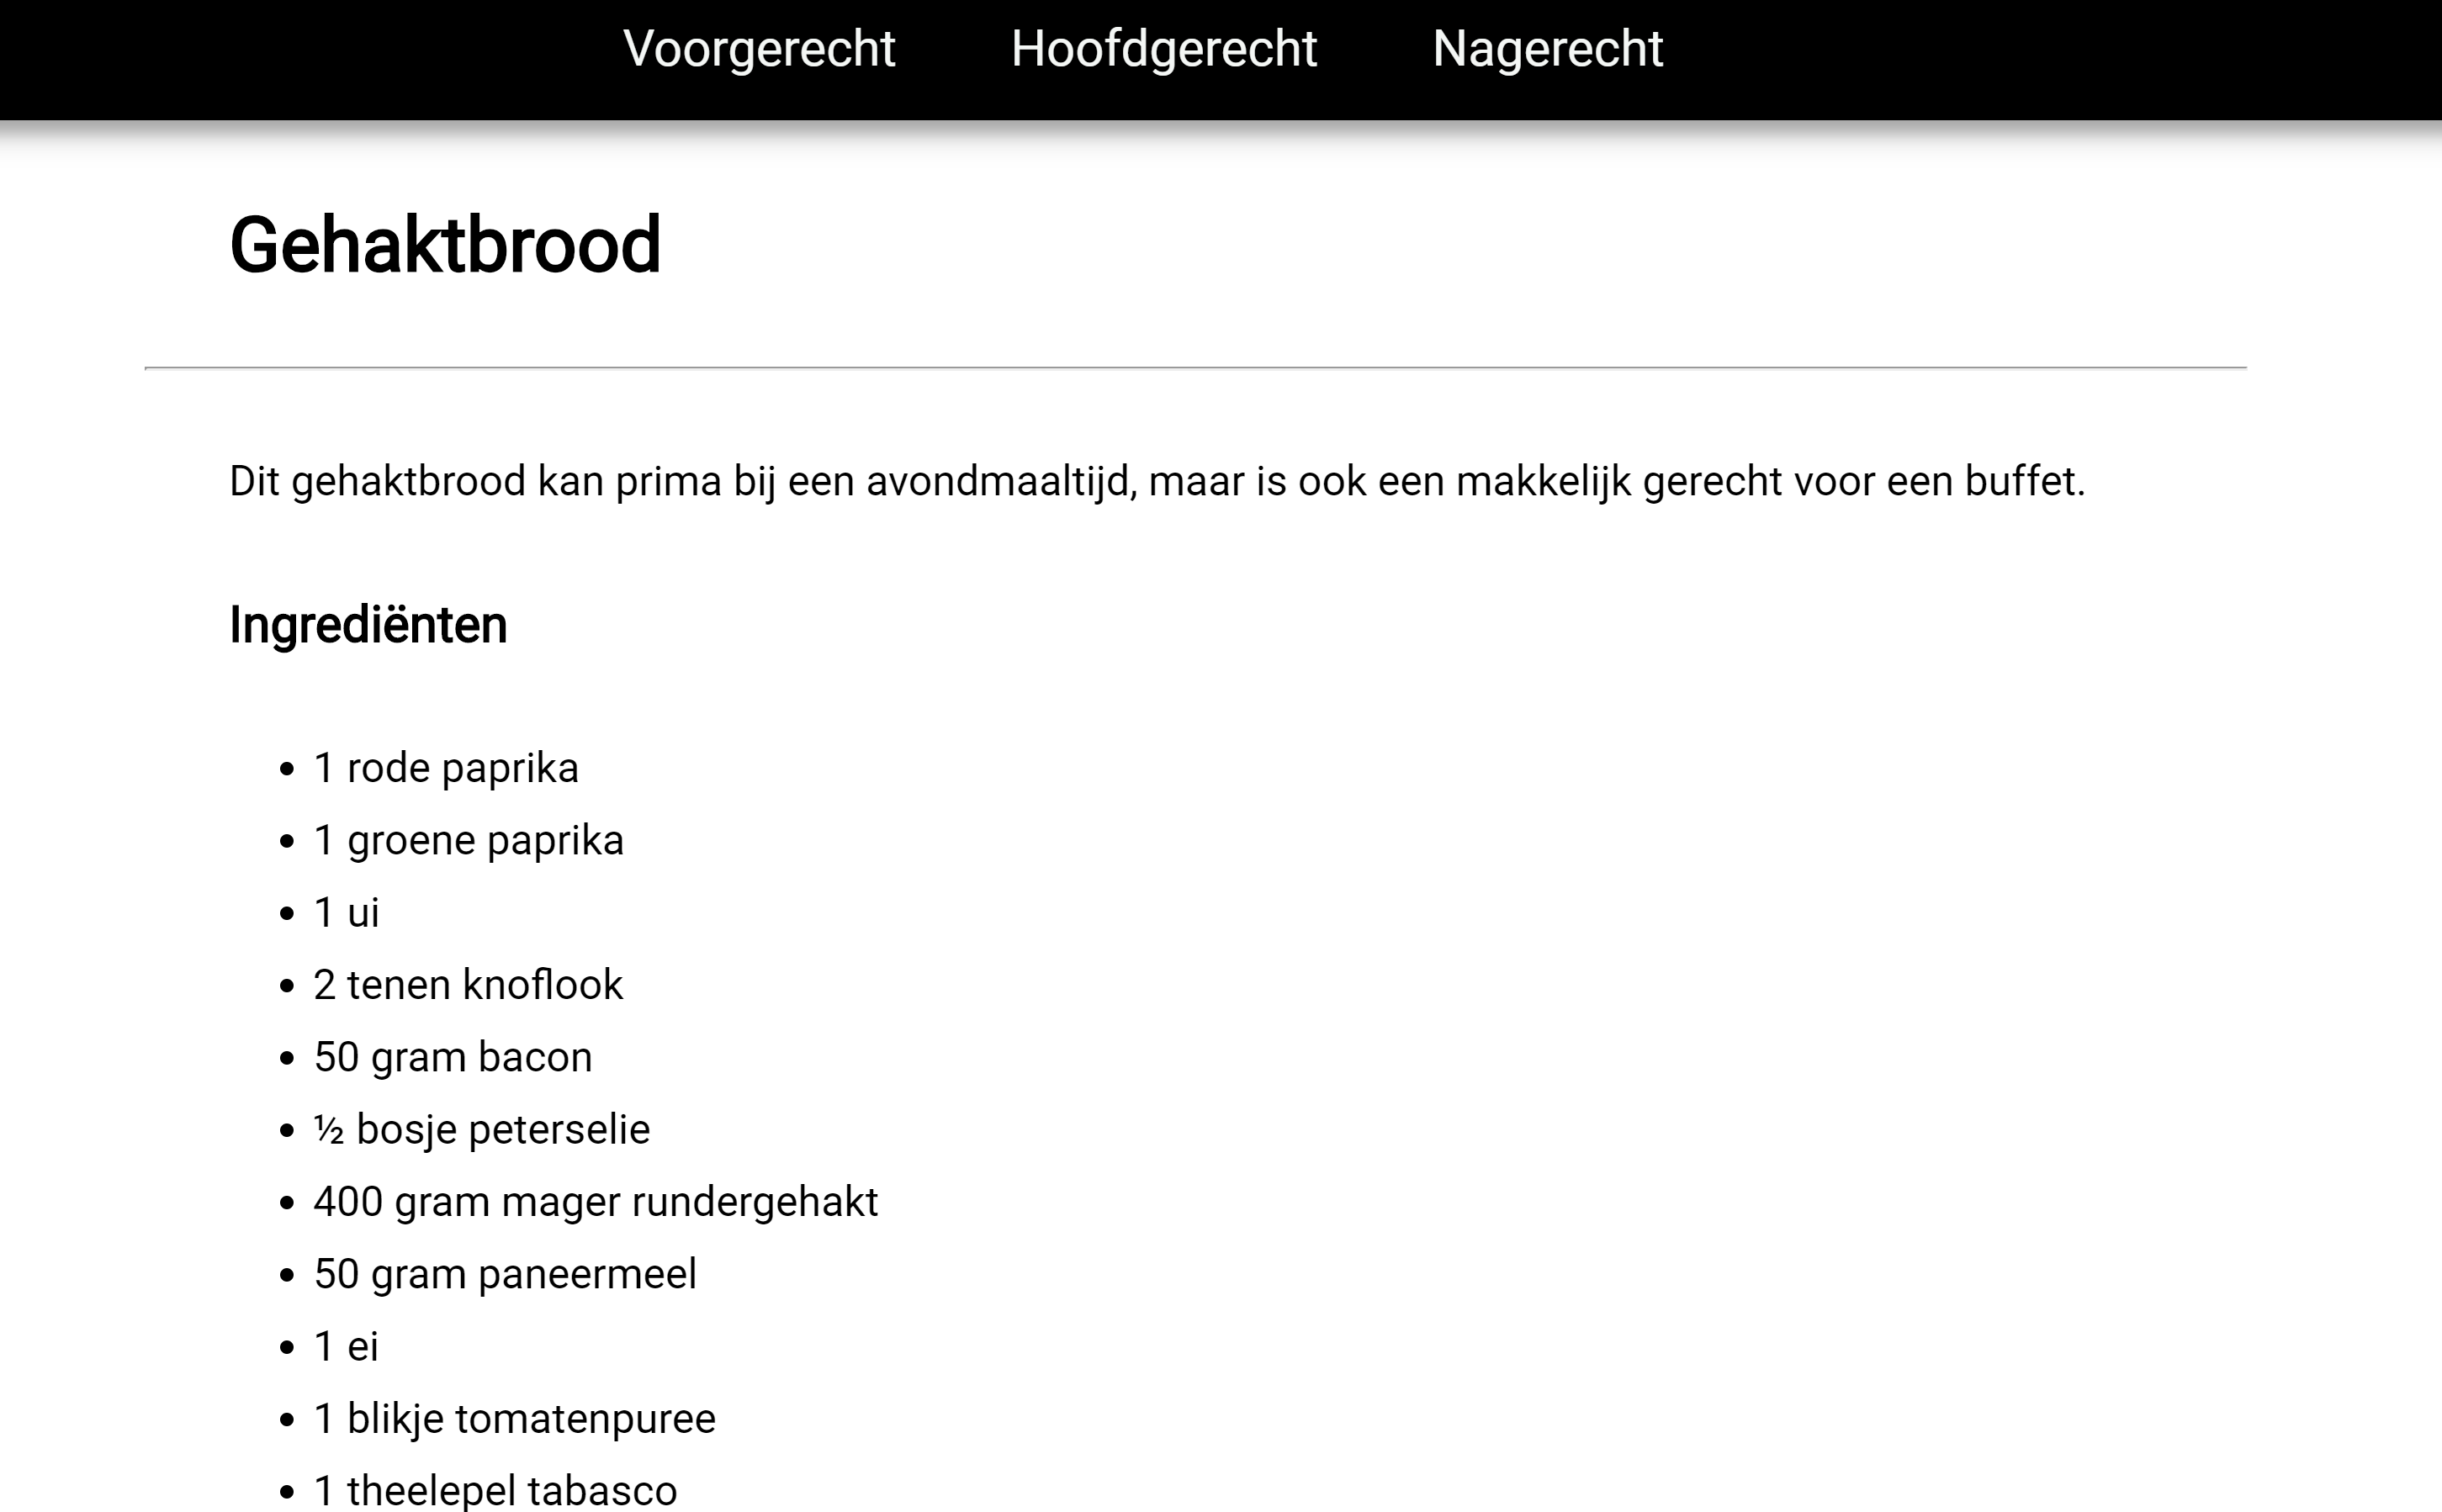 Voorgerecht Hoofdgerecht Nagerecht
Gehaktbrood
Dit gehaktbrood kan prima bij een avondmaaltijd, maar is ook een makkelijk gerecht voor een buffet.
Ingrediënten
• 1 rode paprika
• 1 groene paprika
• 1 ui
• 2 tenen knoflook
• 50 gram bacon
• ½ bosje peterselie
• 400 gram mager rundergehakt
• 50 gram paneermeel
• 1 ei
• 1 blikje tomatenpuree
• 1 theelepel tabasco